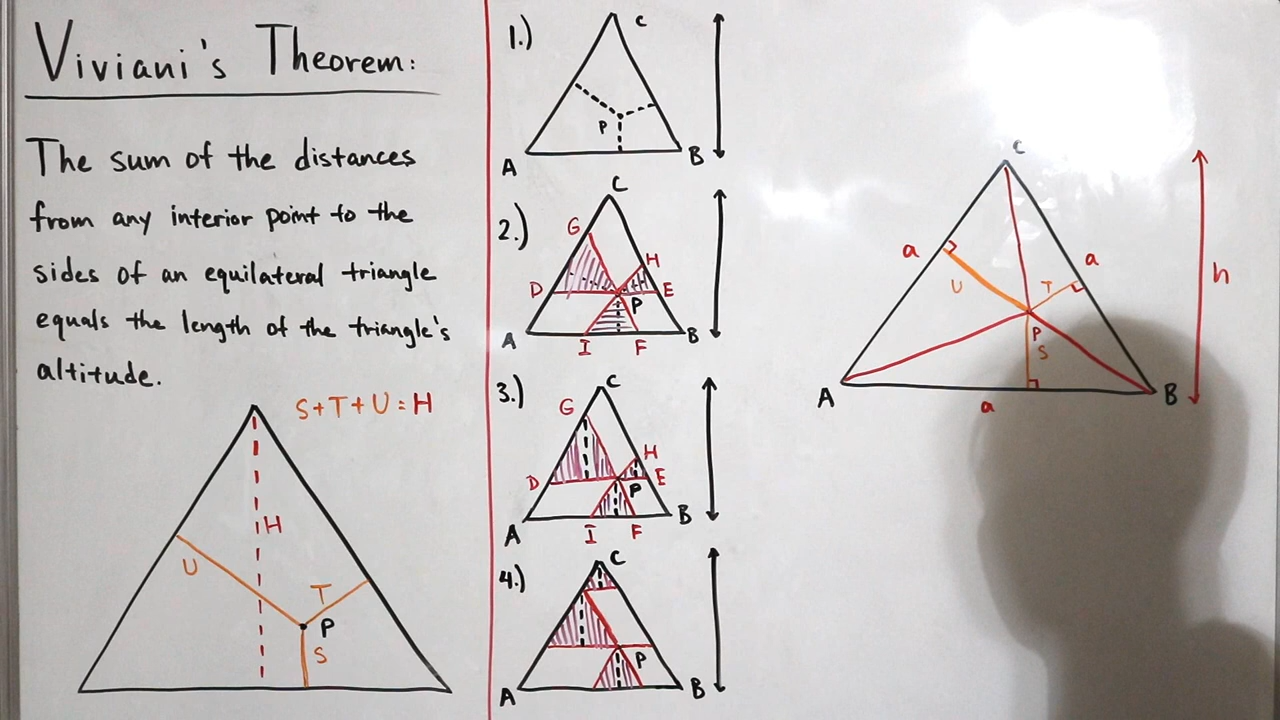 Viviani's Theorem:
The sum of the distances
from any interior point to the
sides of an equilateral triangle
equals the length of the triangle's
altitude.
S+T+U=H
H
U
T
P
S
1.)
C
P
A
B
2.)
C
G
H
D
E
P
A
B
I
F
3.)
C
G
H
D
E
P
A
B
I
F
4.)
C
P
A
B
C
a
a
h
U
T
P
S
A
B
a